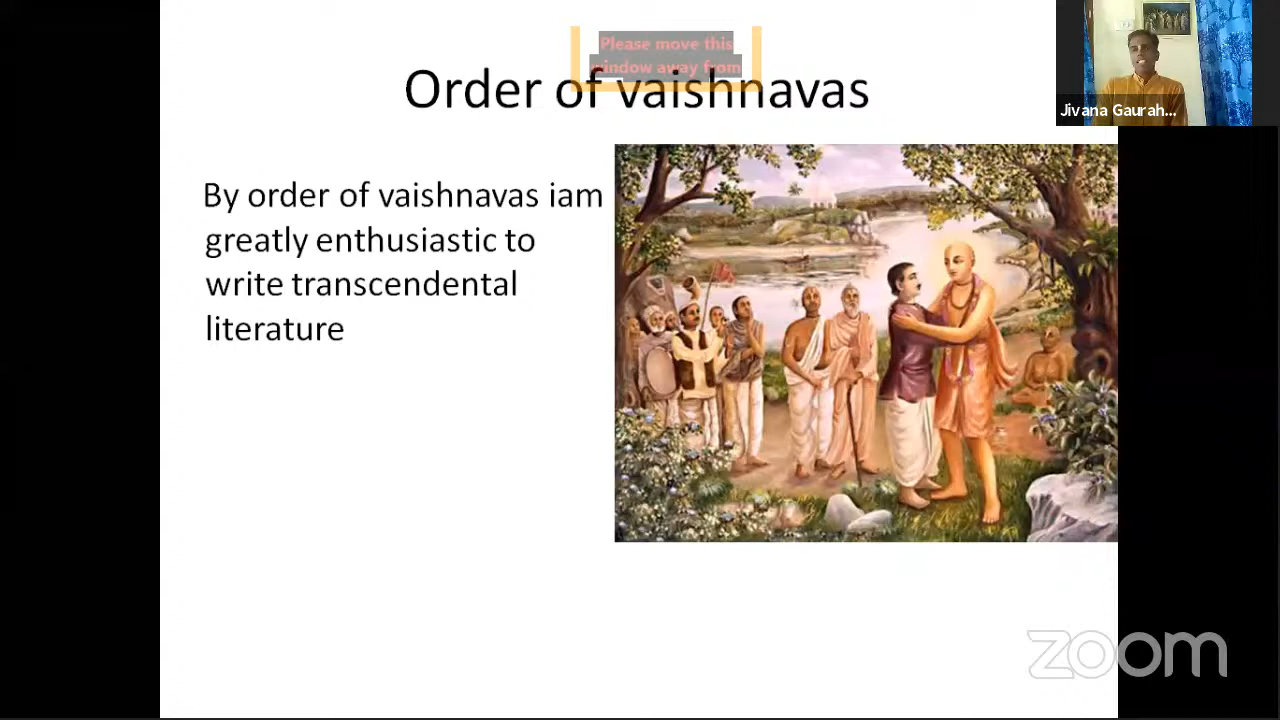 Please move this
window away from
Order of vaishnavas
Jivana Gaurah...
By order of vaishnavas iam
greatly enthusiastic to
write transcendental
literature
zoom